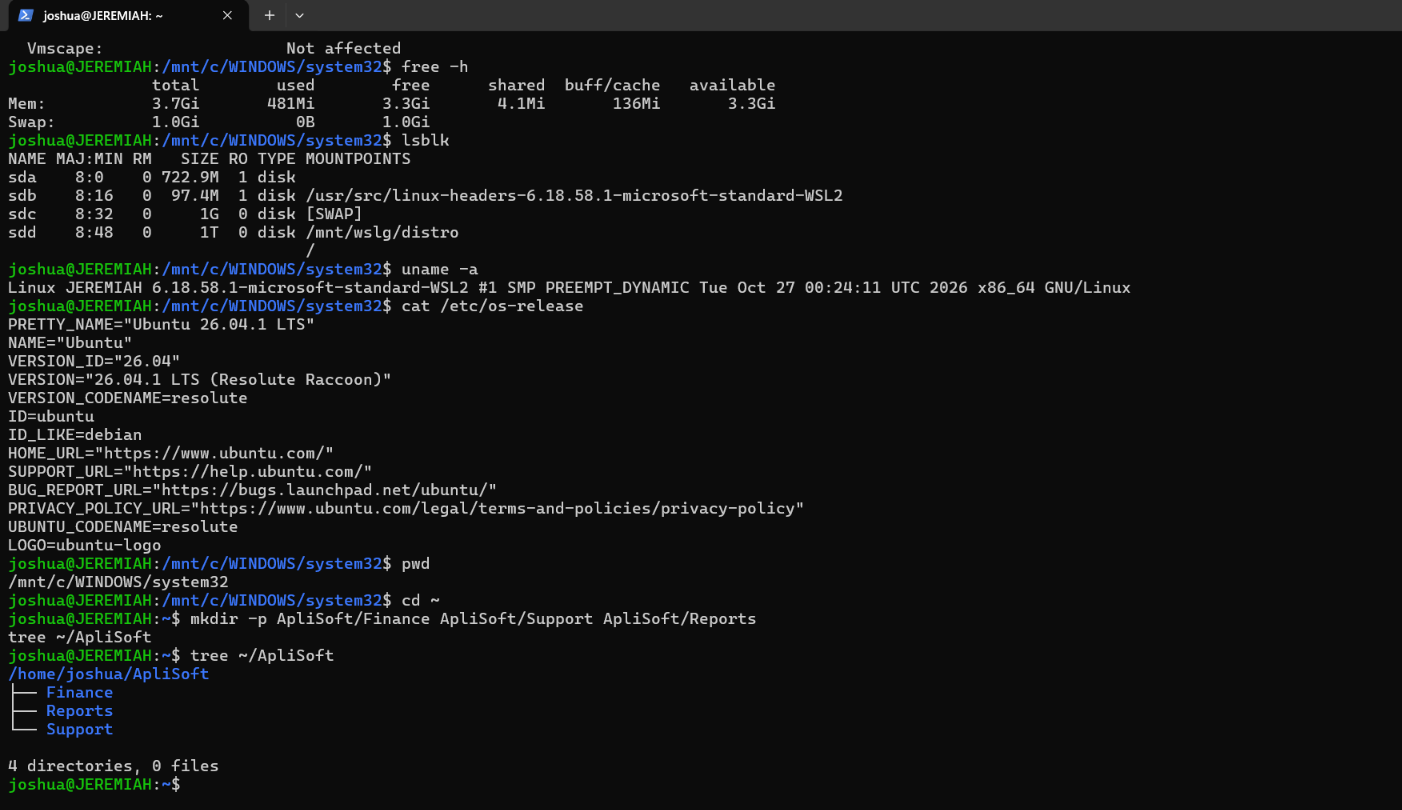 joshua@JEREMIAH: ~
Vmscape:                   Not affected
joshua@JEREMIAH:/mnt/c/WINDOWS/system32$ free -h
               total        used        free      shared  buff/cache   available
Mem:           3.7Gi       481Mi       3.3Gi       4.1Mi       136Mi       3.3Gi
Swap:          1.0Gi          0B       1.0Gi
joshua@JEREMIAH:/mnt/c/WINDOWS/system32$ lsblk
NAME MAJ:MIN RM   SIZE RO TYPE MOUNTPOINTS
sda    8:0    0 722.9M  1 disk
sdb    8:16   0  97.4M  1 disk /usr/src/linux-headers-6.18.58.1-microsoft-standard-WSL2
sdc    8:32   0     1G  0 disk [SWAP]
sdd    8:48   0     1T  0 disk /mnt/wslg/distro
                               /
joshua@JEREMIAH:/mnt/c/WINDOWS/system32$ uname -a
Linux JEREMIAH 6.18.58.1-microsoft-standard-WSL2 #1 SMP PREEMPT_DYNAMIC Tue Oct 27 00:24:11 UTC 2026 x86_64 GNU/Linux
joshua@JEREMIAH:/mnt/c/WINDOWS/system32$ cat /etc/os-release
PRETTY_NAME="Ubuntu 26.04.1 LTS"
NAME="Ubuntu"
VERSION_ID="26.04"
VERSION="26.04.1 LTS (Resolute Raccoon)"
VERSION_CODENAME=resolute
ID=ubuntu
ID_LIKE=debian
HOME_URL="https://www.ubuntu.com/"
SUPPORT_URL="https://help.ubuntu.com/"
BUG_REPORT_URL="https://bugs.launchpad.net/ubuntu/"
PRIVACY_POLICY_URL="https://www.ubuntu.com/legal/terms-and-policies/privacy-policy"
UBUNTU_CODENAME=resolute
LOGO=ubuntu-logo
joshua@JEREMIAH:/mnt/c/WINDOWS/system32$ pwd
/mnt/c/WINDOWS/system32
joshua@JEREMIAH:/mnt/c/WINDOWS/system32$ cd ~
joshua@JEREMIAH:~$ mkdir -p ApliSoft/Finance ApliSoft/Support ApliSoft/Reports
tree ~/ApliSoft
joshua@JEREMIAH:~$ tree ~/ApliSoft
/home/joshua/ApliSoft
├── Finance
├── Reports
└── Support
4 directories, 0 files
joshua@JEREMIAH:~$